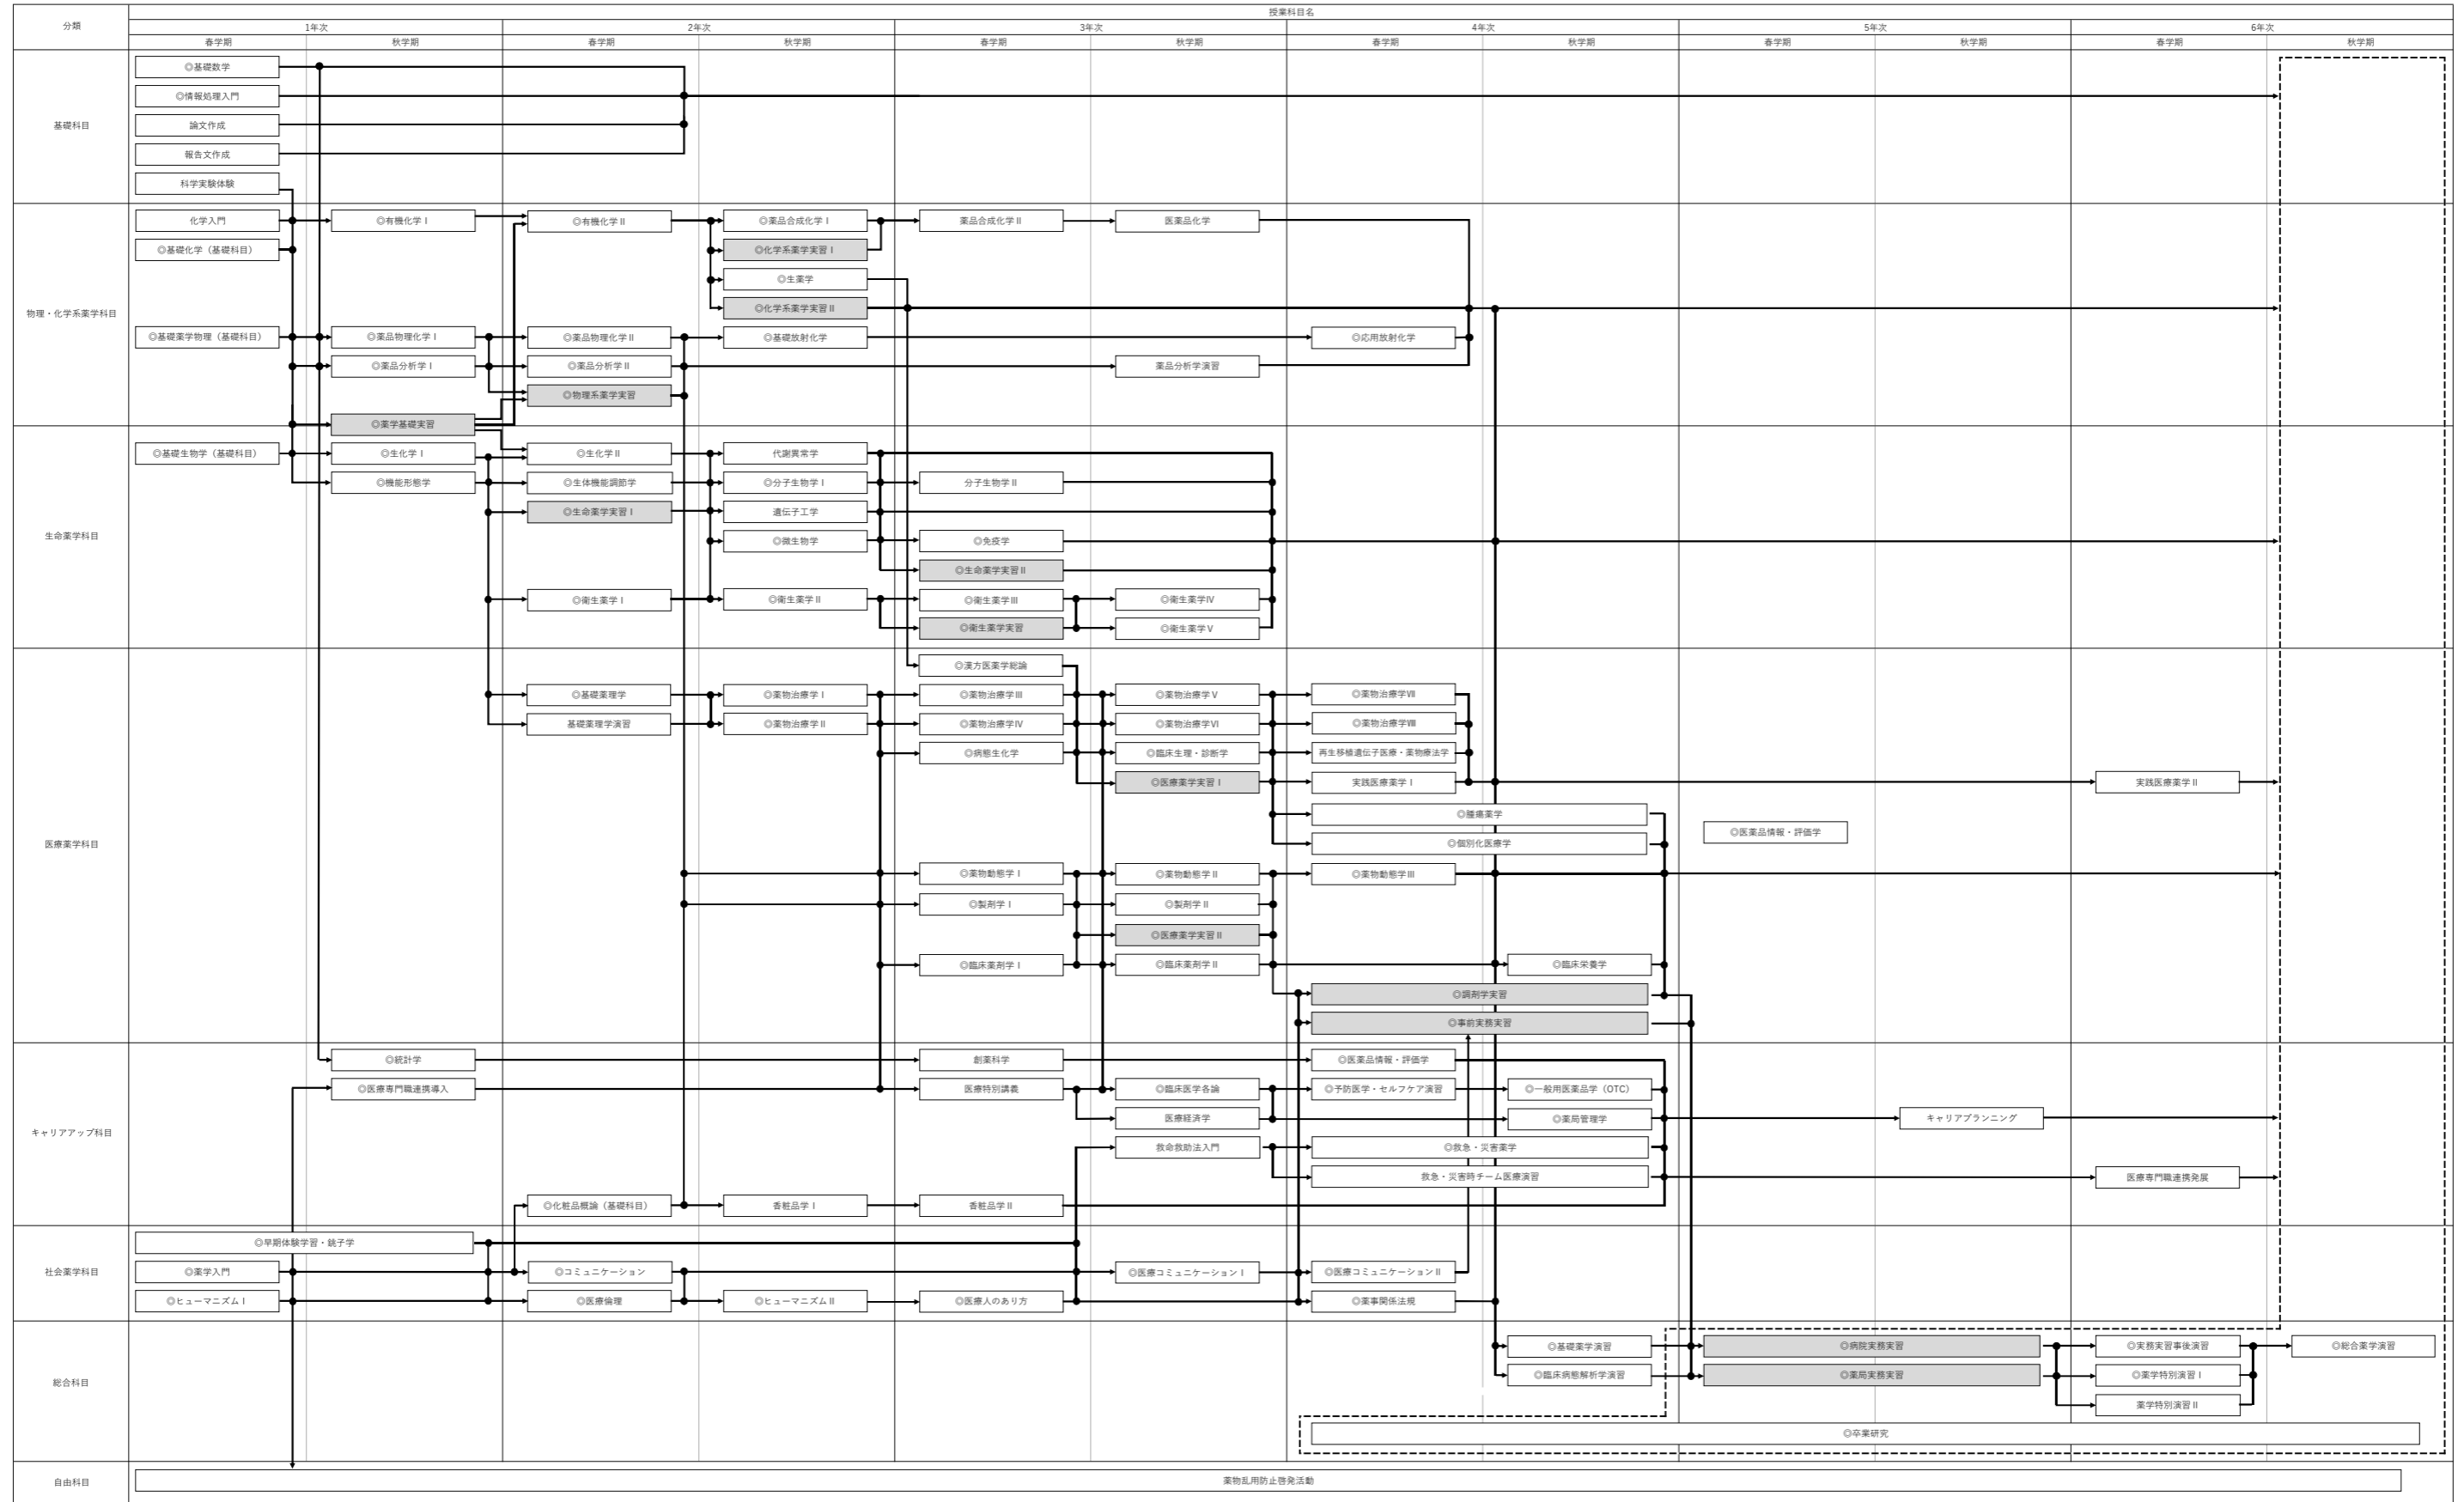 分類
授業科目名
1年次 2年次 3年次 4年次 5年次 6年次
春学期 秋学期 春学期 秋学期 春学期 秋学期 春学期 秋学期 春学期 秋学期 春学期 秋学期
基礎科目
◎基礎数学
◎情報処理入門
論文作成
報告文作成
科学実験体験
物理・化学系薬学科目
化学入門 ◎有機化学Ⅰ ◎有機化学Ⅱ ◎薬品合成化学Ⅰ 薬品合成化学Ⅱ 医薬品化学
◎基礎化学（基礎科目） ◎化学系薬学実習Ⅰ
◎生薬学
◎化学系薬学実習Ⅱ
◎基礎薬学物理（基礎科目） ◎薬品物理化学Ⅰ ◎薬品物理化学Ⅱ ◎基礎放射化学 ◎応用放射化学
◎薬品分析学Ⅰ ◎薬品分析学Ⅱ 薬品分析学演習
◎物理系薬学実習
◎薬学基礎実習
生命薬学科目
◎基礎生物学（基礎科目） ◎生化学Ⅰ ◎生化学Ⅱ 代謝異常学
◎機能形態学 ◎生体機能調節学 ◎分子生物学Ⅰ 分子生物学Ⅱ
◎生命薬学実習Ⅰ 遺伝子工学
◎微生物学 ◎免疫学
◎生命薬学実習Ⅱ
◎衛生薬学Ⅰ ◎衛生薬学Ⅱ ◎衛生薬学Ⅲ ◎衛生薬学Ⅳ
◎衛生薬学実習 ◎衛生薬学Ⅴ
医療薬学科目
◎漢方医薬学総論
◎基礎薬理学 ◎薬物治療学Ⅰ ◎薬物治療学Ⅲ ◎薬物治療学Ⅴ ◎薬物治療学Ⅶ
基礎薬理学演習 ◎薬物治療学Ⅱ ◎薬物治療学Ⅳ ◎薬物治療学Ⅵ ◎薬物治療学Ⅷ
◎病態生化学 ◎臨床生理・診断学 再生移植遺伝子医療・薬物療法学
◎医療薬学実習Ⅰ 実践医療薬学Ⅰ 実践医療薬学Ⅱ
◎腫瘍薬学
◎医薬品情報・評価学
◎個別化医療学
◎薬物動態学Ⅰ ◎薬物動態学Ⅱ ◎薬物動態学Ⅲ
◎製剤学Ⅰ ◎製剤学Ⅱ
◎医療薬学実習Ⅱ
◎臨床薬剤学Ⅰ ◎臨床薬剤学Ⅱ ◎臨床栄養学
◎調剤学実習
◎事前実務実習
キャリアアップ科目
◎統計学 創薬科学 ◎医薬品情報・評価学
◎医療専門職連携導入 医療特別講義 ◎臨床医学各論 ◎予防医学・セルフケア演習 ◎一般用医薬品学（OTC）
医療経済学 ◎薬局管理学 キャリアプランニング
救命救助法入門 ◎救急・災害薬学
救急・災害時チーム医療演習 医療専門職連携発展
◎化粧品概論（基礎科目） 香粧品学Ⅰ 香粧品学Ⅱ
社会薬学科目
◎早期体験学習・銚子学
◎薬学入門 ◎コミュニケーション ◎医療コミュニケーションⅠ ◎医療コミュニケーションⅡ
◎ヒューマニズムⅠ ◎医療倫理 ◎ヒューマニズムⅡ ◎医療人のあり方 ◎薬事関係法規
総合科目
◎基礎薬学演習 ◎病院実務実習 ◎実務実習事後演習 ◎総合薬学演習
◎臨床病態解析学演習 ◎薬局実務実習 ◎薬学特別演習Ⅰ
薬学特別演習Ⅱ
◎卒業研究
自由科目
薬物乱用防止啓発活動